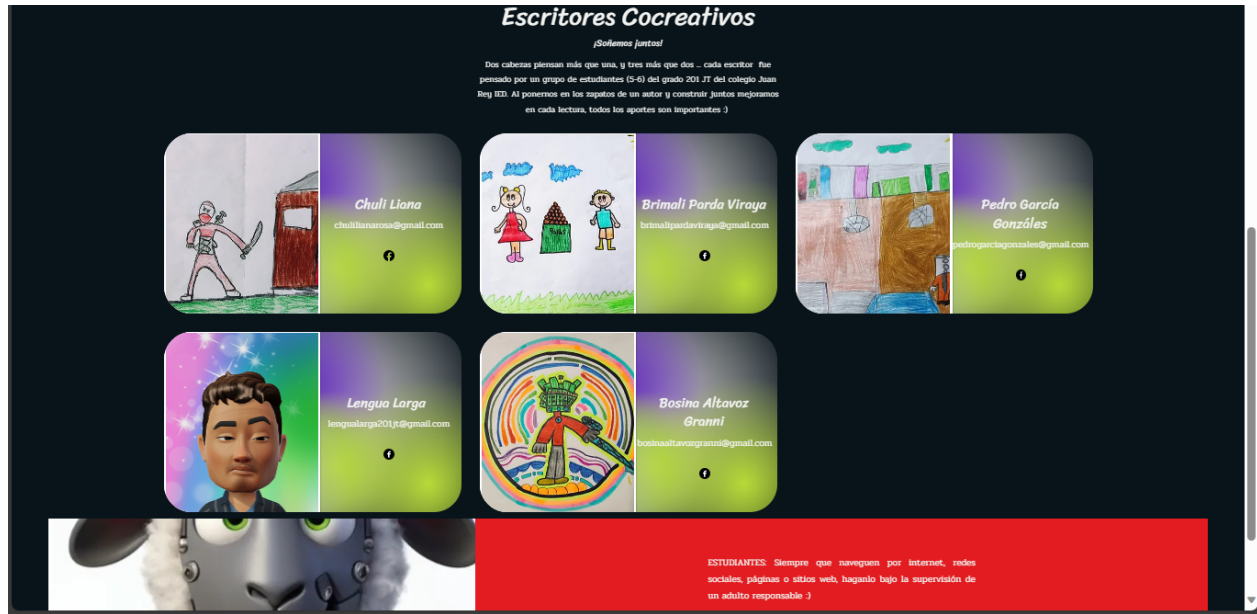 Escritores Cocreativos
¡Soñemos juntos!
Dos cabezas piensan más que una, y tres más que dos ... cada escritor fue
pensado por un grupo de estudiantes (5-6) del grado 201 JT del colegio Juan
Rey IED. Al ponernos en los zapatos de un autor y construir juntos mejoramos
en cada lectura, todos los aportes son importantes :)
Chuli Liana
chulilianarosa@gmail.com
Brimali Parda Viraya
brimalipardaviraya@gmail.com
Pedro García
Gonzáles
pedrogarciagonzales@gmail.com
Lengua Larga
lengualarga201jt@gmail.com
Bosina Altavoz
Granni
bosinaaltavozgranni@gmail.com
ESTUDIANTES: Siempre que naveguen por internet, redes
sociales, páginas o sitios web, haganlo bajo la supervisión de
un adulto responsable :)